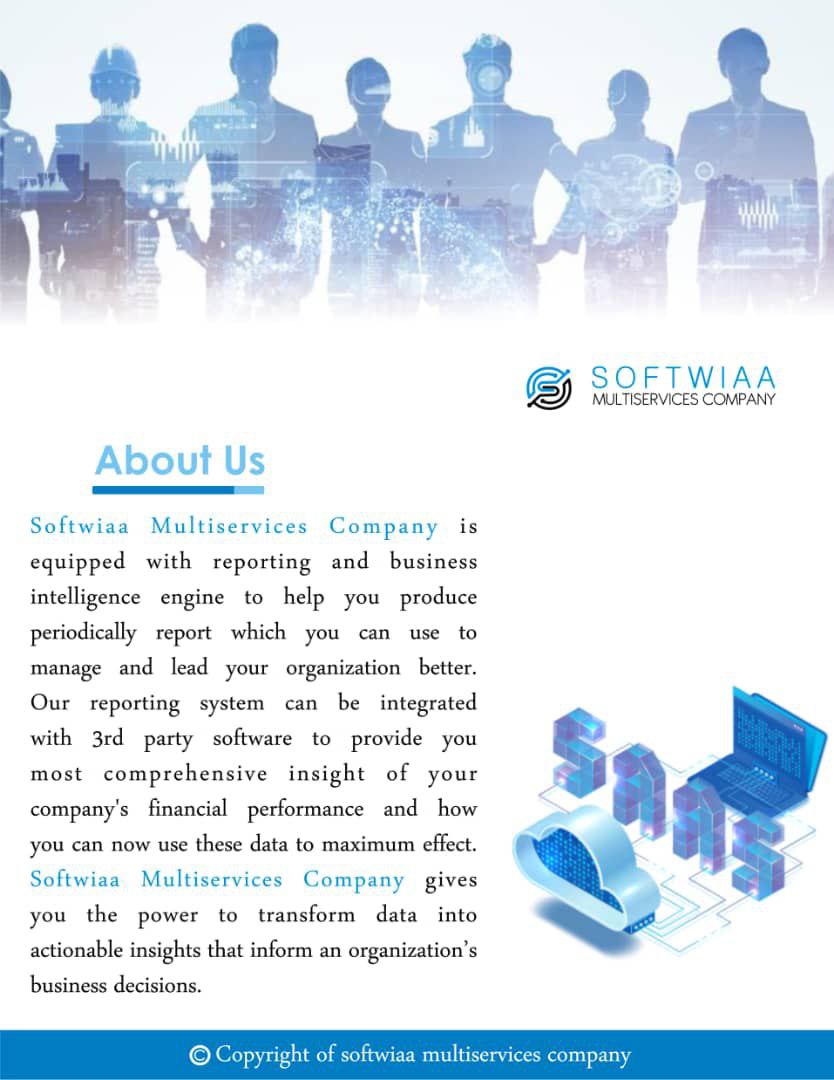 SOFTWIAA
MULTISERVICES COMPANY
About Us
Softwiaa Multiservices Company is
equipped with reporting and business
intelligence engine to help you produce
periodically report which you can use to
manage and lead your organization better.
Our reporting system can be integrated
with 3rd party software to provide you
most comprehensive insight of your
company's financial performance and how
you can now use these data to maximum effect.
Softwiaa Multiservices Company gives
you the power to transform data into
actionable insights that inform an organization’s
business decisions.
SAAS
© Copyright of softwiaa multiservices company